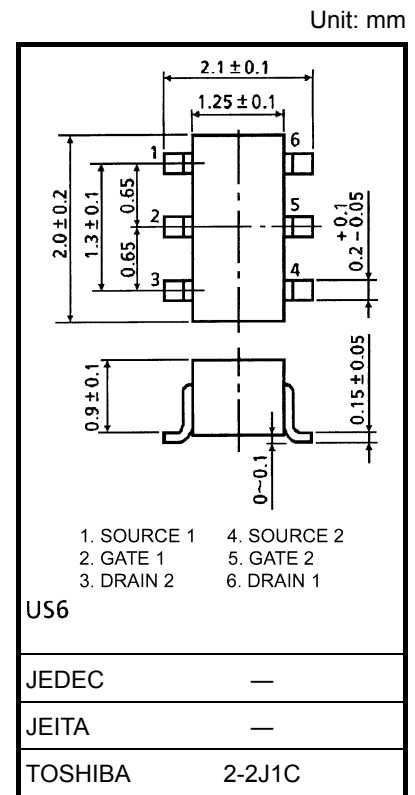 Unit: mm
2.1±0.1
1.25±0.1
1
6
2
5
3
4
2.0±0.2
1.3±0.1
0.65
0.65
+0.1
0.2-0.05
0.9±0.1
0.15±0.05
0~0.1
1. SOURCE 1 4. SOURCE 2
2. GATE 1 5. GATE 2
3. DRAIN 2 6. DRAIN 1
US6
JEDEC —
JEITA —
TOSHIBA 2-2J1C